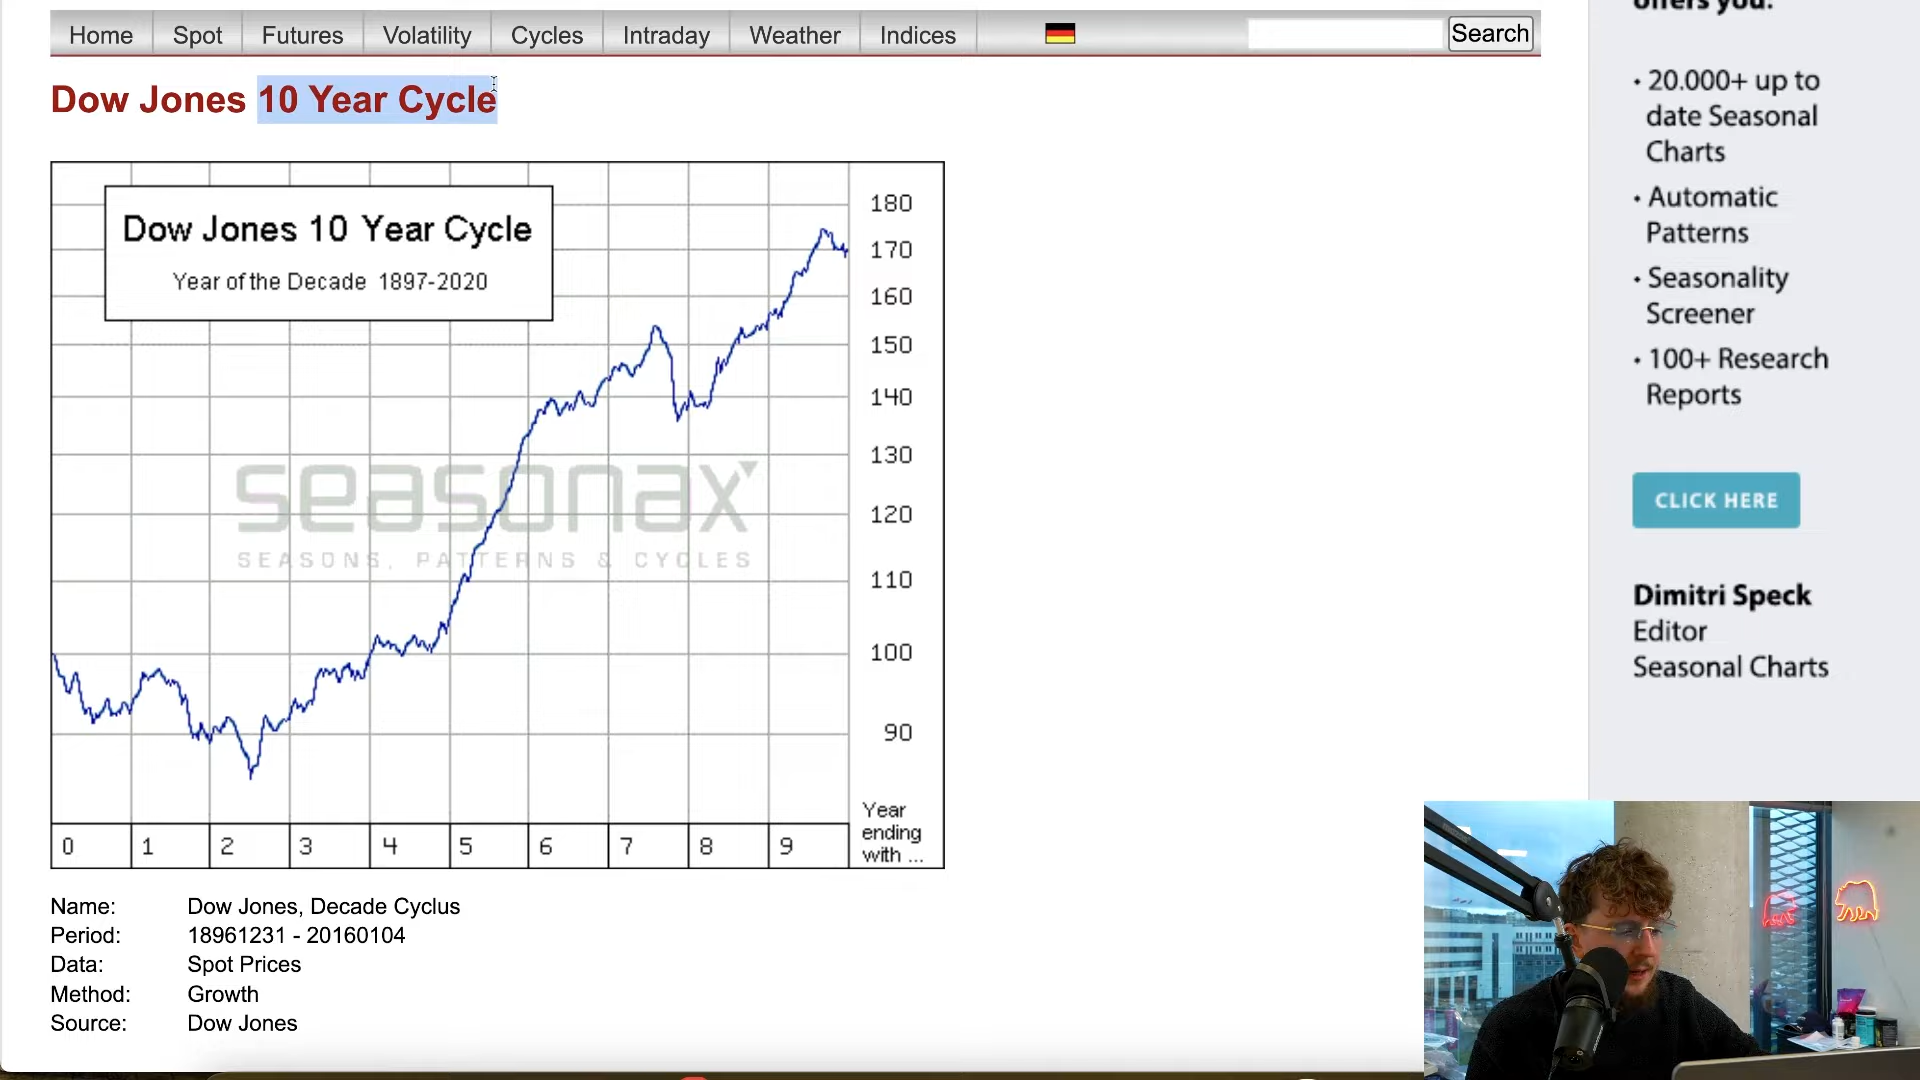 offers you:
Home Spot Futures Volatility Cycles Intraday Weather Indices Search
Dow Jones 10 Year Cycle
Dow Jones 10 Year Cycle
Year of the Decade 1897-2020
180
170
160
150
140
130
120
110
100
90
seasonax
SEASONS, PATTERNS & CYCLES
Year
ending
with ...
0 1 2 3 4 5 6 7 8 9
Name: Dow Jones, Decade Cyclus
Period: 18961231 - 20160104
Data: Spot Prices
Method: Growth
Source: Dow Jones
• 20.000+ up to
date Seasonal
Charts
• Automatic
Patterns
• Seasonality
Screener
• 100+ Research
Reports
CLICK HERE
Dimitri Speck
Editor
Seasonal Charts